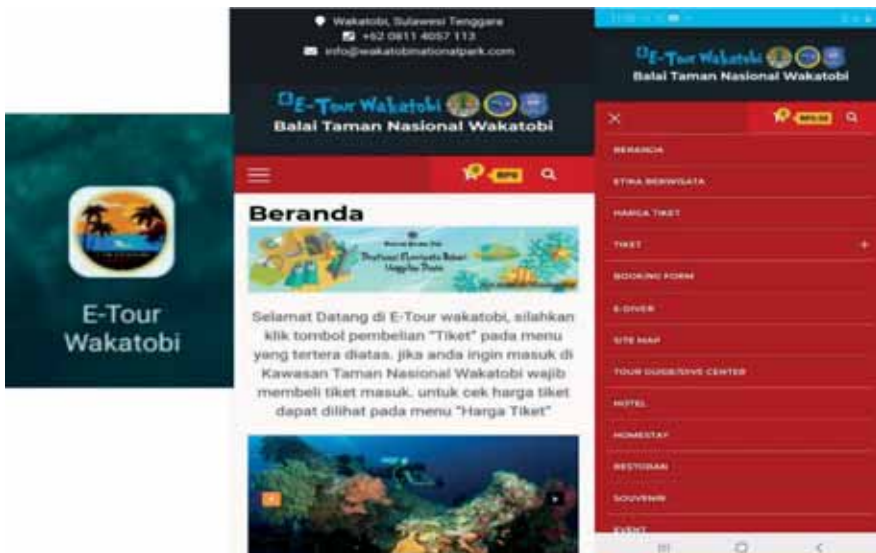 E-Tour
Wakatobi
Wakatobi, Sulawesi Tenggara
+62 0811 4057 113
info@wakatobinationalpark.com
E-Tour Wakatobi
Balai Taman Nasional Wakatobi
RP0
Beranda
Selamat Datang di E-Tour wakatobi, silahkan
klik tombol pembelian "Tiket" pada menu
yang tertera diatas. jika anda ingin masuk di
Kawasan Taman Nasional Wakatobi wajib
membeli tiket masuk. untuk cek harga tiket
dapat dilihat pada menu "Harga Tiket"
E-Tour Wakatobi
Balai Taman Nasional Wakatobi
BERANDA
ETIKA BERWISATA
HARGA TIKET
TIKET +
BOOKING FORM
E-DIVER
SITE MAP
TOUR GUIDE/DIVE CENTER
HOTEL
HOMESTAY
RESTORAN
SOUVENIR
EVENT